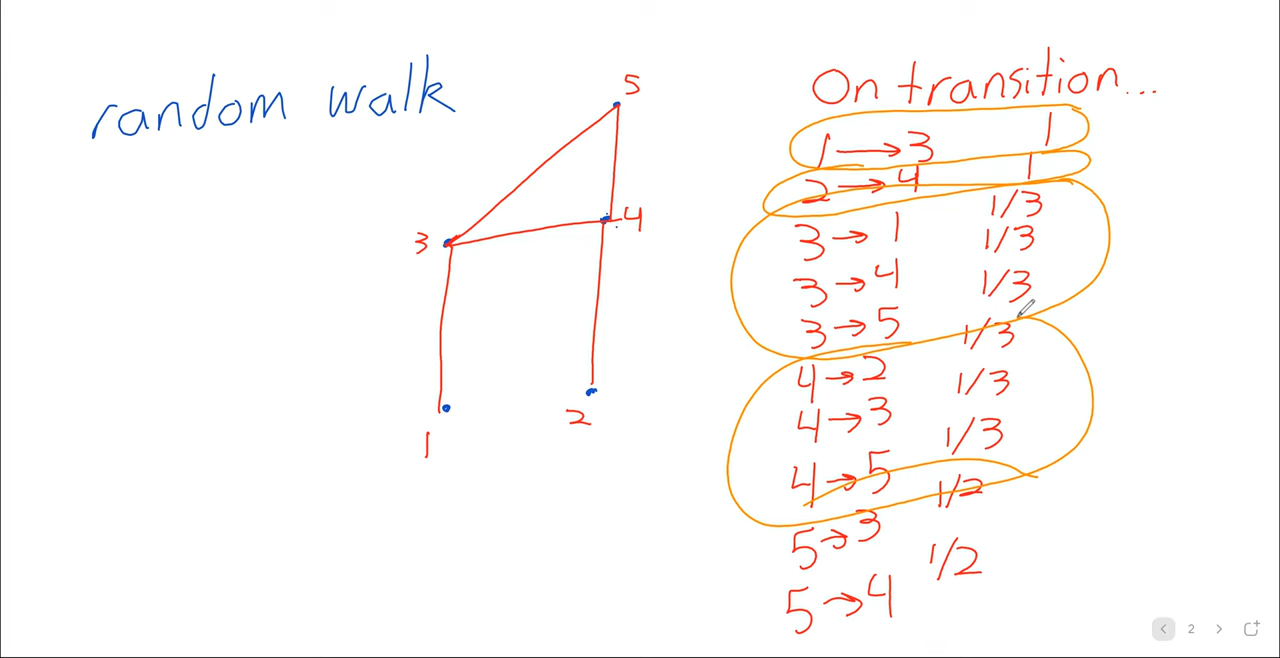 random walk
5
4
3
2
1
On transition...
1 → 3 1
2 → 4 1
3 → 1 1/3
3 → 4 1/3
3 → 5 1/3
4 → 2 1/3
4 → 3 1/3
4 → 5 1/3
5 → 3 1/2
5 → 4 1/2
2